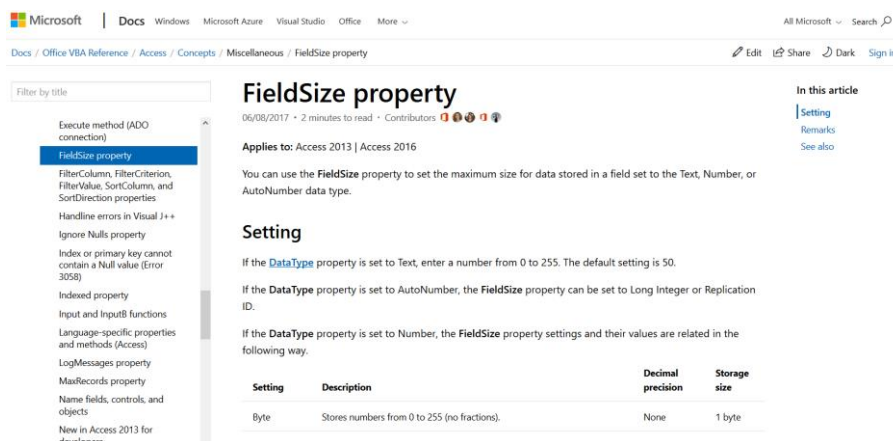 Microsoft Docs Windows Microsoft Azure Visual Studio Office More All Microsoft Search
Docs / Office VBA Reference / Access / Concepts / Miscellaneous / FieldSize property Edit Share Dark Sign i
Filter by title
Execute method (ADO
connection)
FieldSize property
FilterColumn, FilterCriterion,
FilterValue, SortColumn, and
SortDirection properties
Handline errors in Visual J++
Ignore Nulls property
Index or primary key cannot
contain a Null value (Error
3058)
Indexed property
Input and InputB functions
Language-specific properties
and methods (Access)
LogMessages property
MaxRecords property
Name fields, controls, and
objects
New in Access 2013 for
FieldSize property
06/08/2017 • 2 minutes to read • Contributors
Applies to: Access 2013 | Access 2016
You can use the FieldSize property to set the maximum size for data stored in a field set to the Text, Number, or
AutoNumber data type.
Setting
If the DataType property is set to Text, enter a number from 0 to 255. The default setting is 50.
If the DataType property is set to AutoNumber, the FieldSize property can be set to Long Integer or Replication
ID.
If the DataType property is set to Number, the FieldSize property settings and their values are related in the
following way.
Setting Description Decimal precision Storage size
Byte Stores numbers from 0 to 255 (no fractions). None 1 byte
In this article
Setting
Remarks
See also